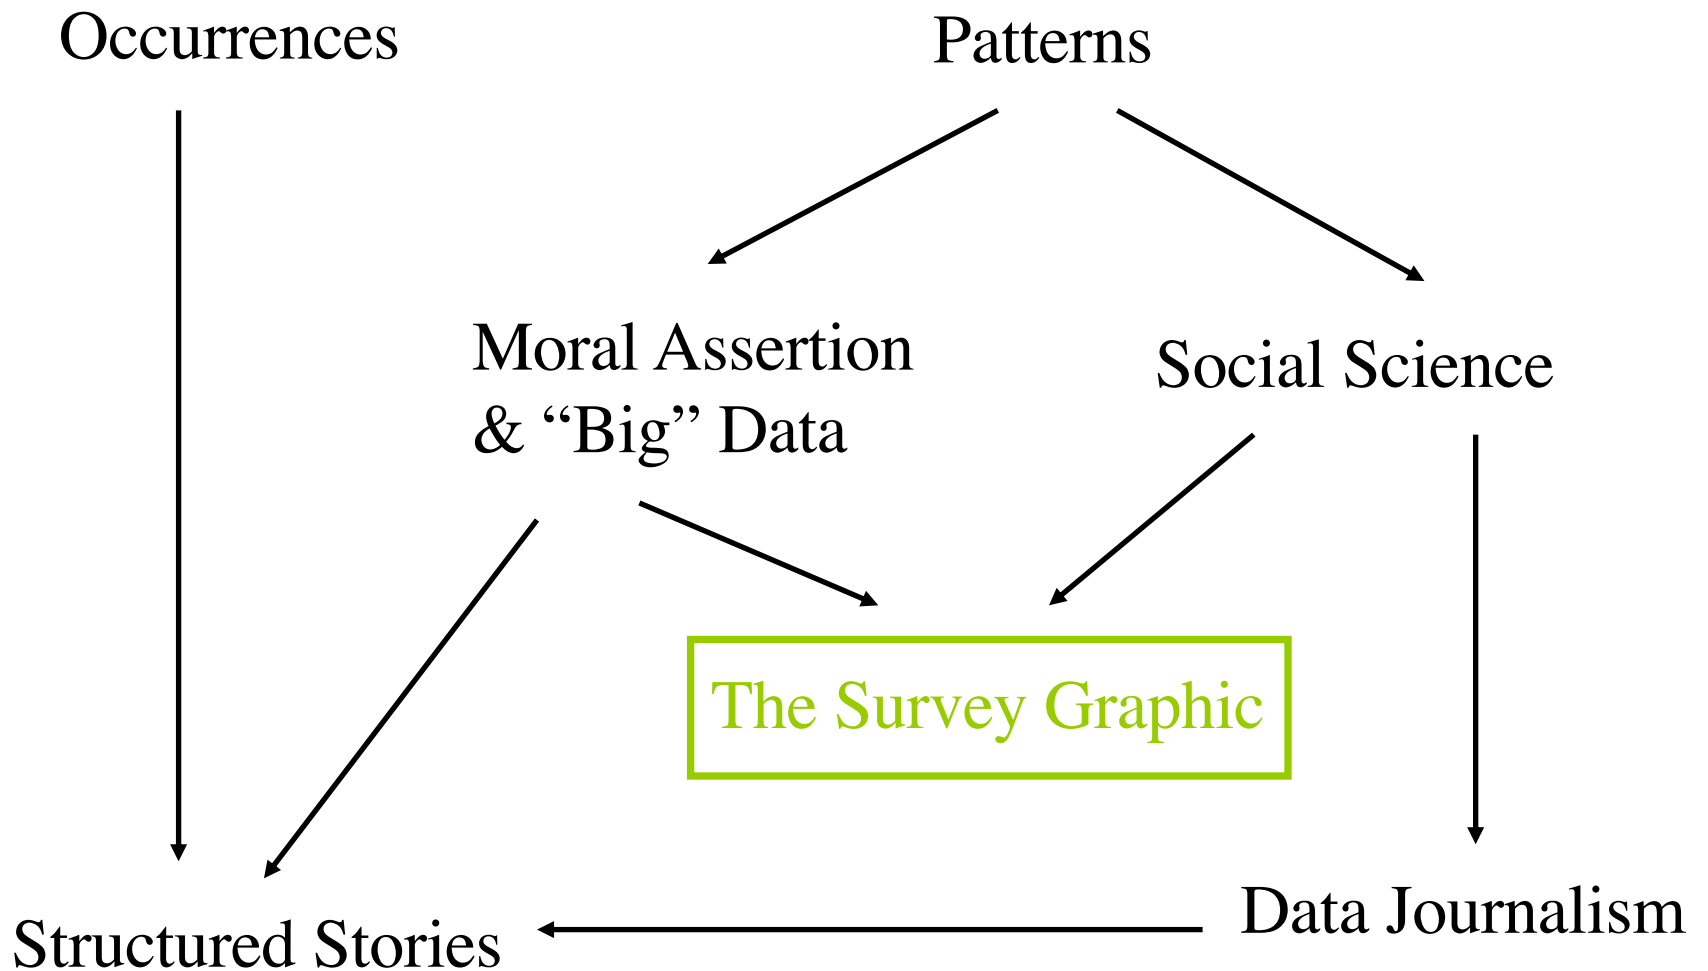 Occurrences
Patterns
Moral Assertion
& “Big” Data
Social Science
The Survey Graphic
Data Journalism
Structured Stories